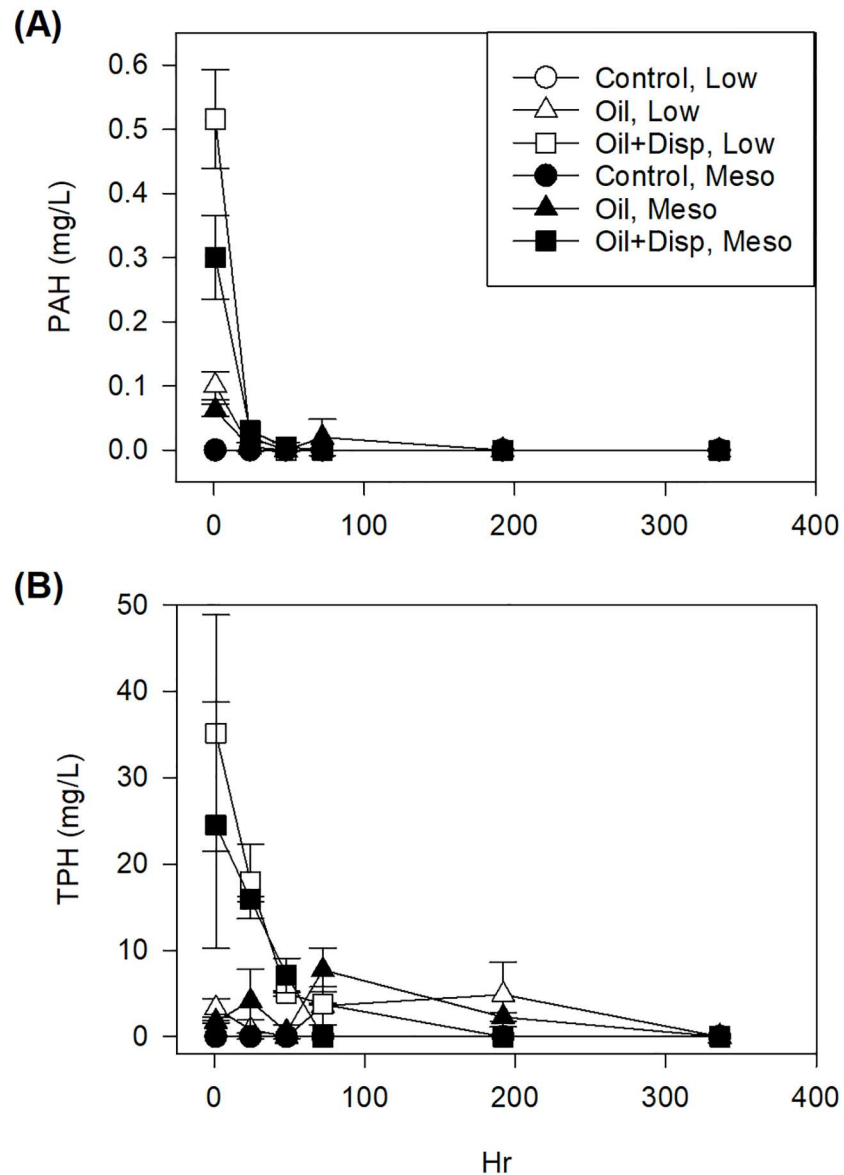 (A)
PAH (mg/L)
0.6
0.5
0.4
0.3
0.2
0.1
0.0
Control, Low
Oil, Low
Oil+Disp, Low
Control, Meso
Oil, Meso
Oil+Disp, Meso
0 100 200 300 400
(B)
TPH (mg/L)
50
40
30
20
10
0
0 100 200 300 400
Hr